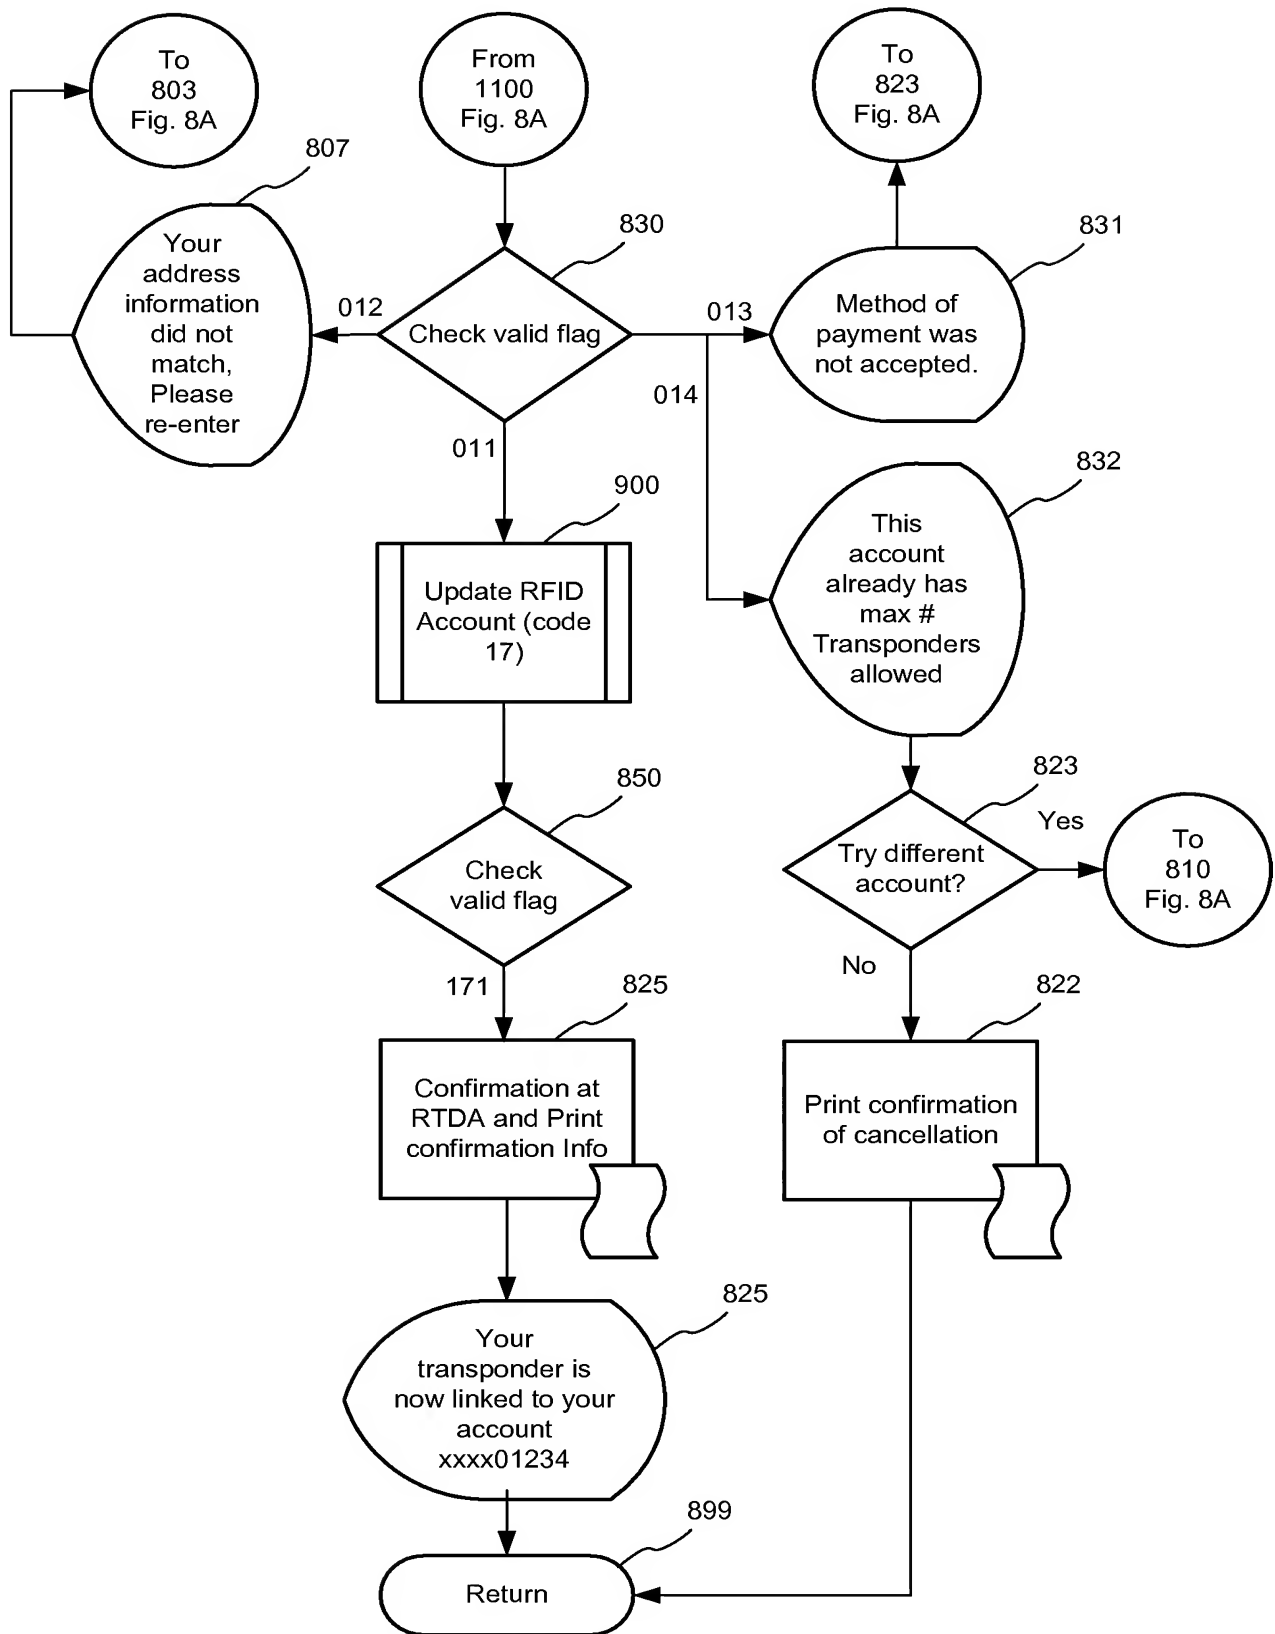 To
803
Fig. 8A
From
1100
Fig. 8A
To
823
Fig. 8A
807
Your
address
information
did not
match,
Please
re-enter
012
830
Check valid flag
013
014
011
831
Method of
payment was
not accepted.
832
This
account
already has
max #
Transponders
allowed
900
Update RFID
Account (code
17)
850
Check
valid flag
171
823
Try different
account?
Yes
To
810
Fig. 8A
No
825
Confirmation at
RTDA and Print
confirmation Info
822
Print confirmation
of cancellation
825
Your
transponder is
now linked to your
account
xxxx01234
899
Return